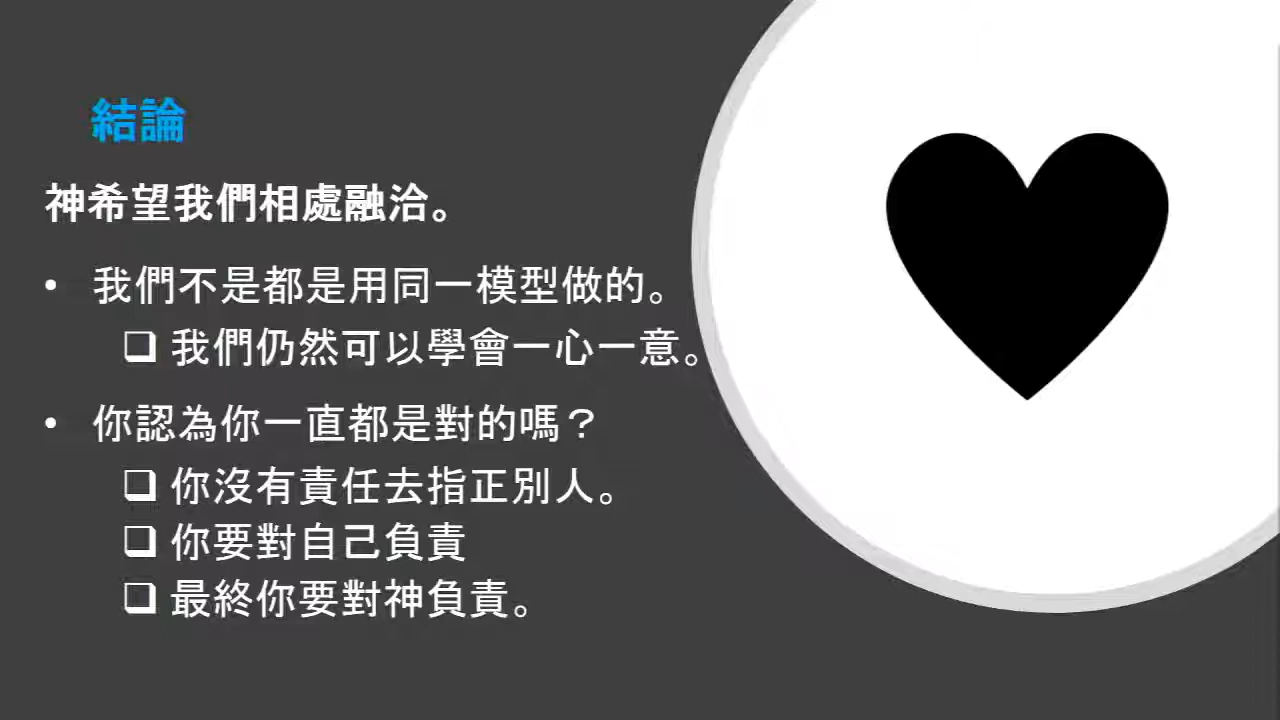 結論
神希望我們相處融洽。
• 我們不是都是用同一模型做的。
❑ 我們仍然可以學會一心一意。
• 你認為你一直都是對的嗎？
❑ 你沒有責任去指正別人。
❑ 你要對自己負責
❑ 最終你要對神負責。